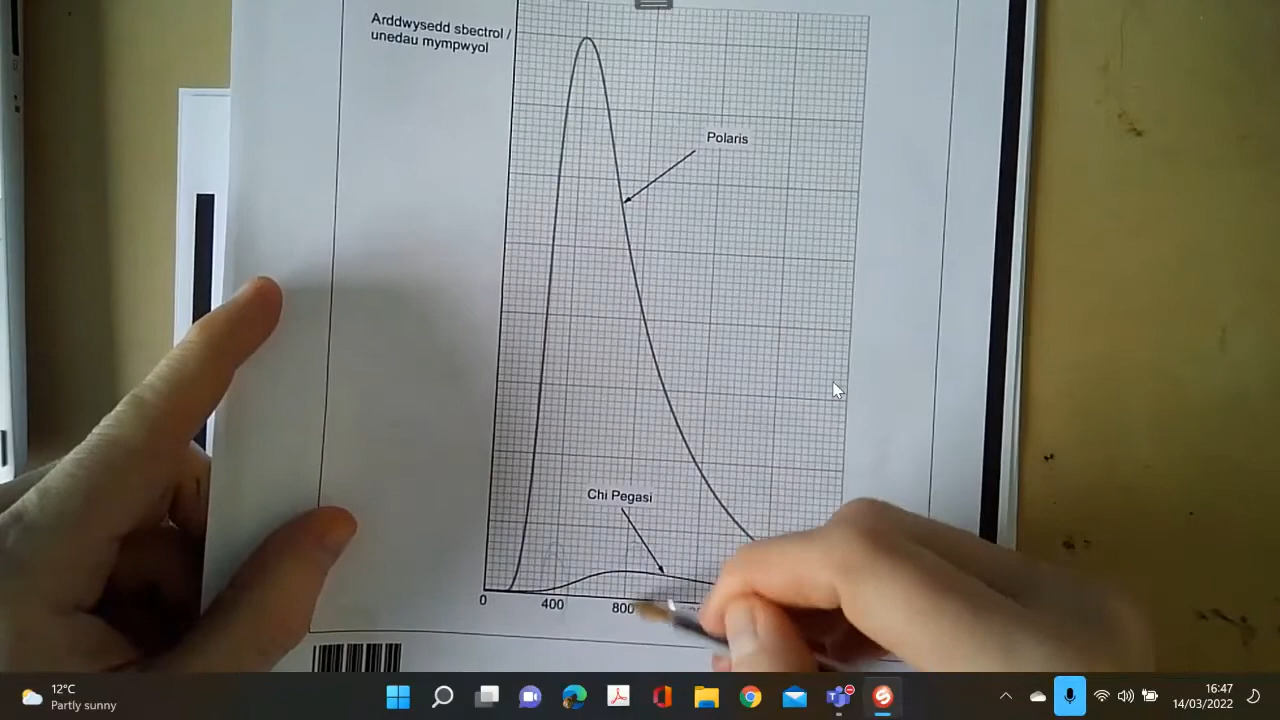 Arddwysedd sbectrol /
unedau mympwyol
Polaris
Chi Pegasi
0
400
800
12°C
Partly sunny
16:47
14/03/2022